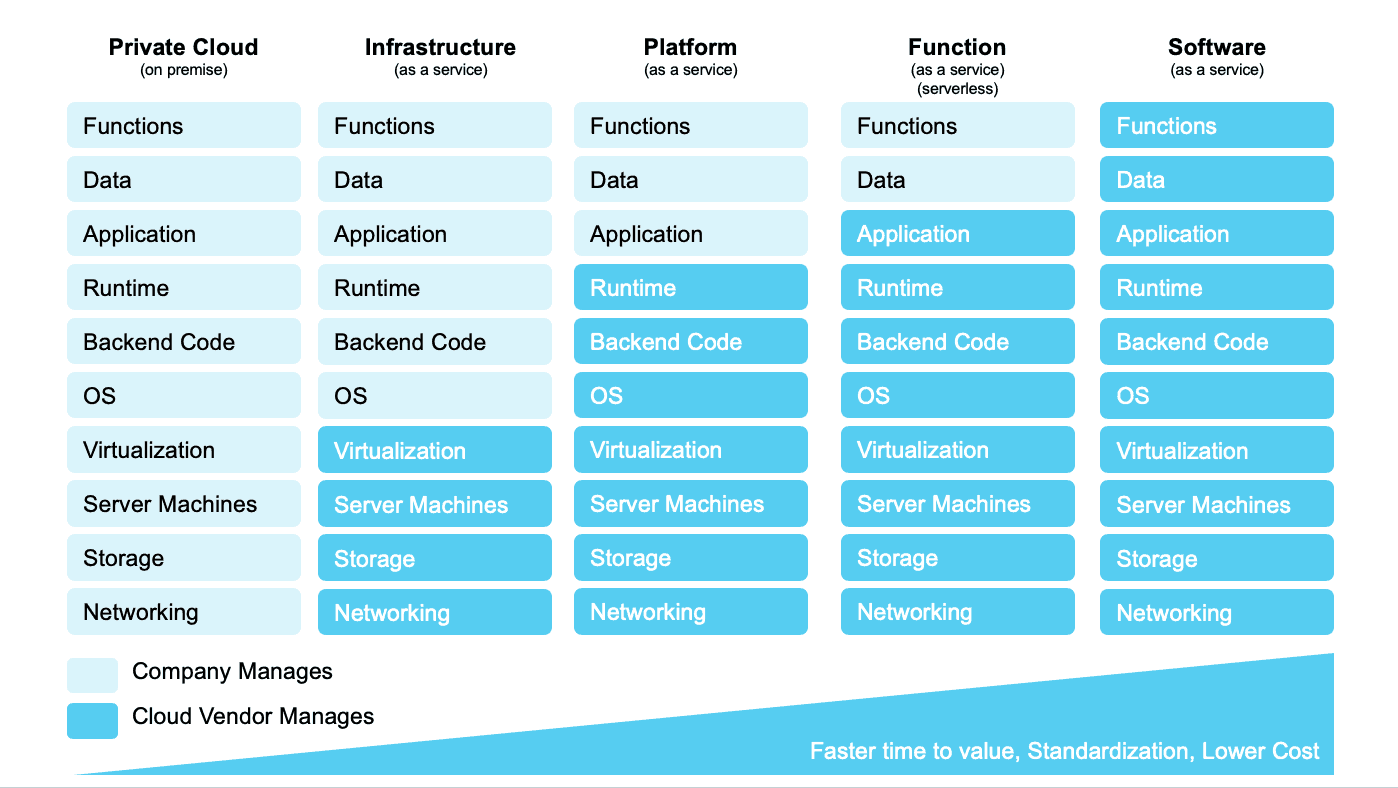 Private Cloud
(on premise)
Infrastructure
(as a service)
Platform
(as a service)
Function
(as a service)
(serverless)
Software
(as a service)
Functions
Functions
Functions
Functions
Functions
Data
Data
Data
Data
Data
Application
Application
Application
Application
Application
Runtime
Runtime
Runtime
Runtime
Runtime
Backend Code
Backend Code
Backend Code
Backend Code
Backend Code
OS
OS
OS
OS
OS
Virtualization
Virtualization
Virtualization
Virtualization
Virtualization
Server Machines
Server Machines
Server Machines
Server Machines
Server Machines
Storage
Storage
Storage
Storage
Storage
Networking
Networking
Networking
Networking
Networking
Company Manages
Cloud Vendor Manages
Faster time to value, Standardization, Lower Cost